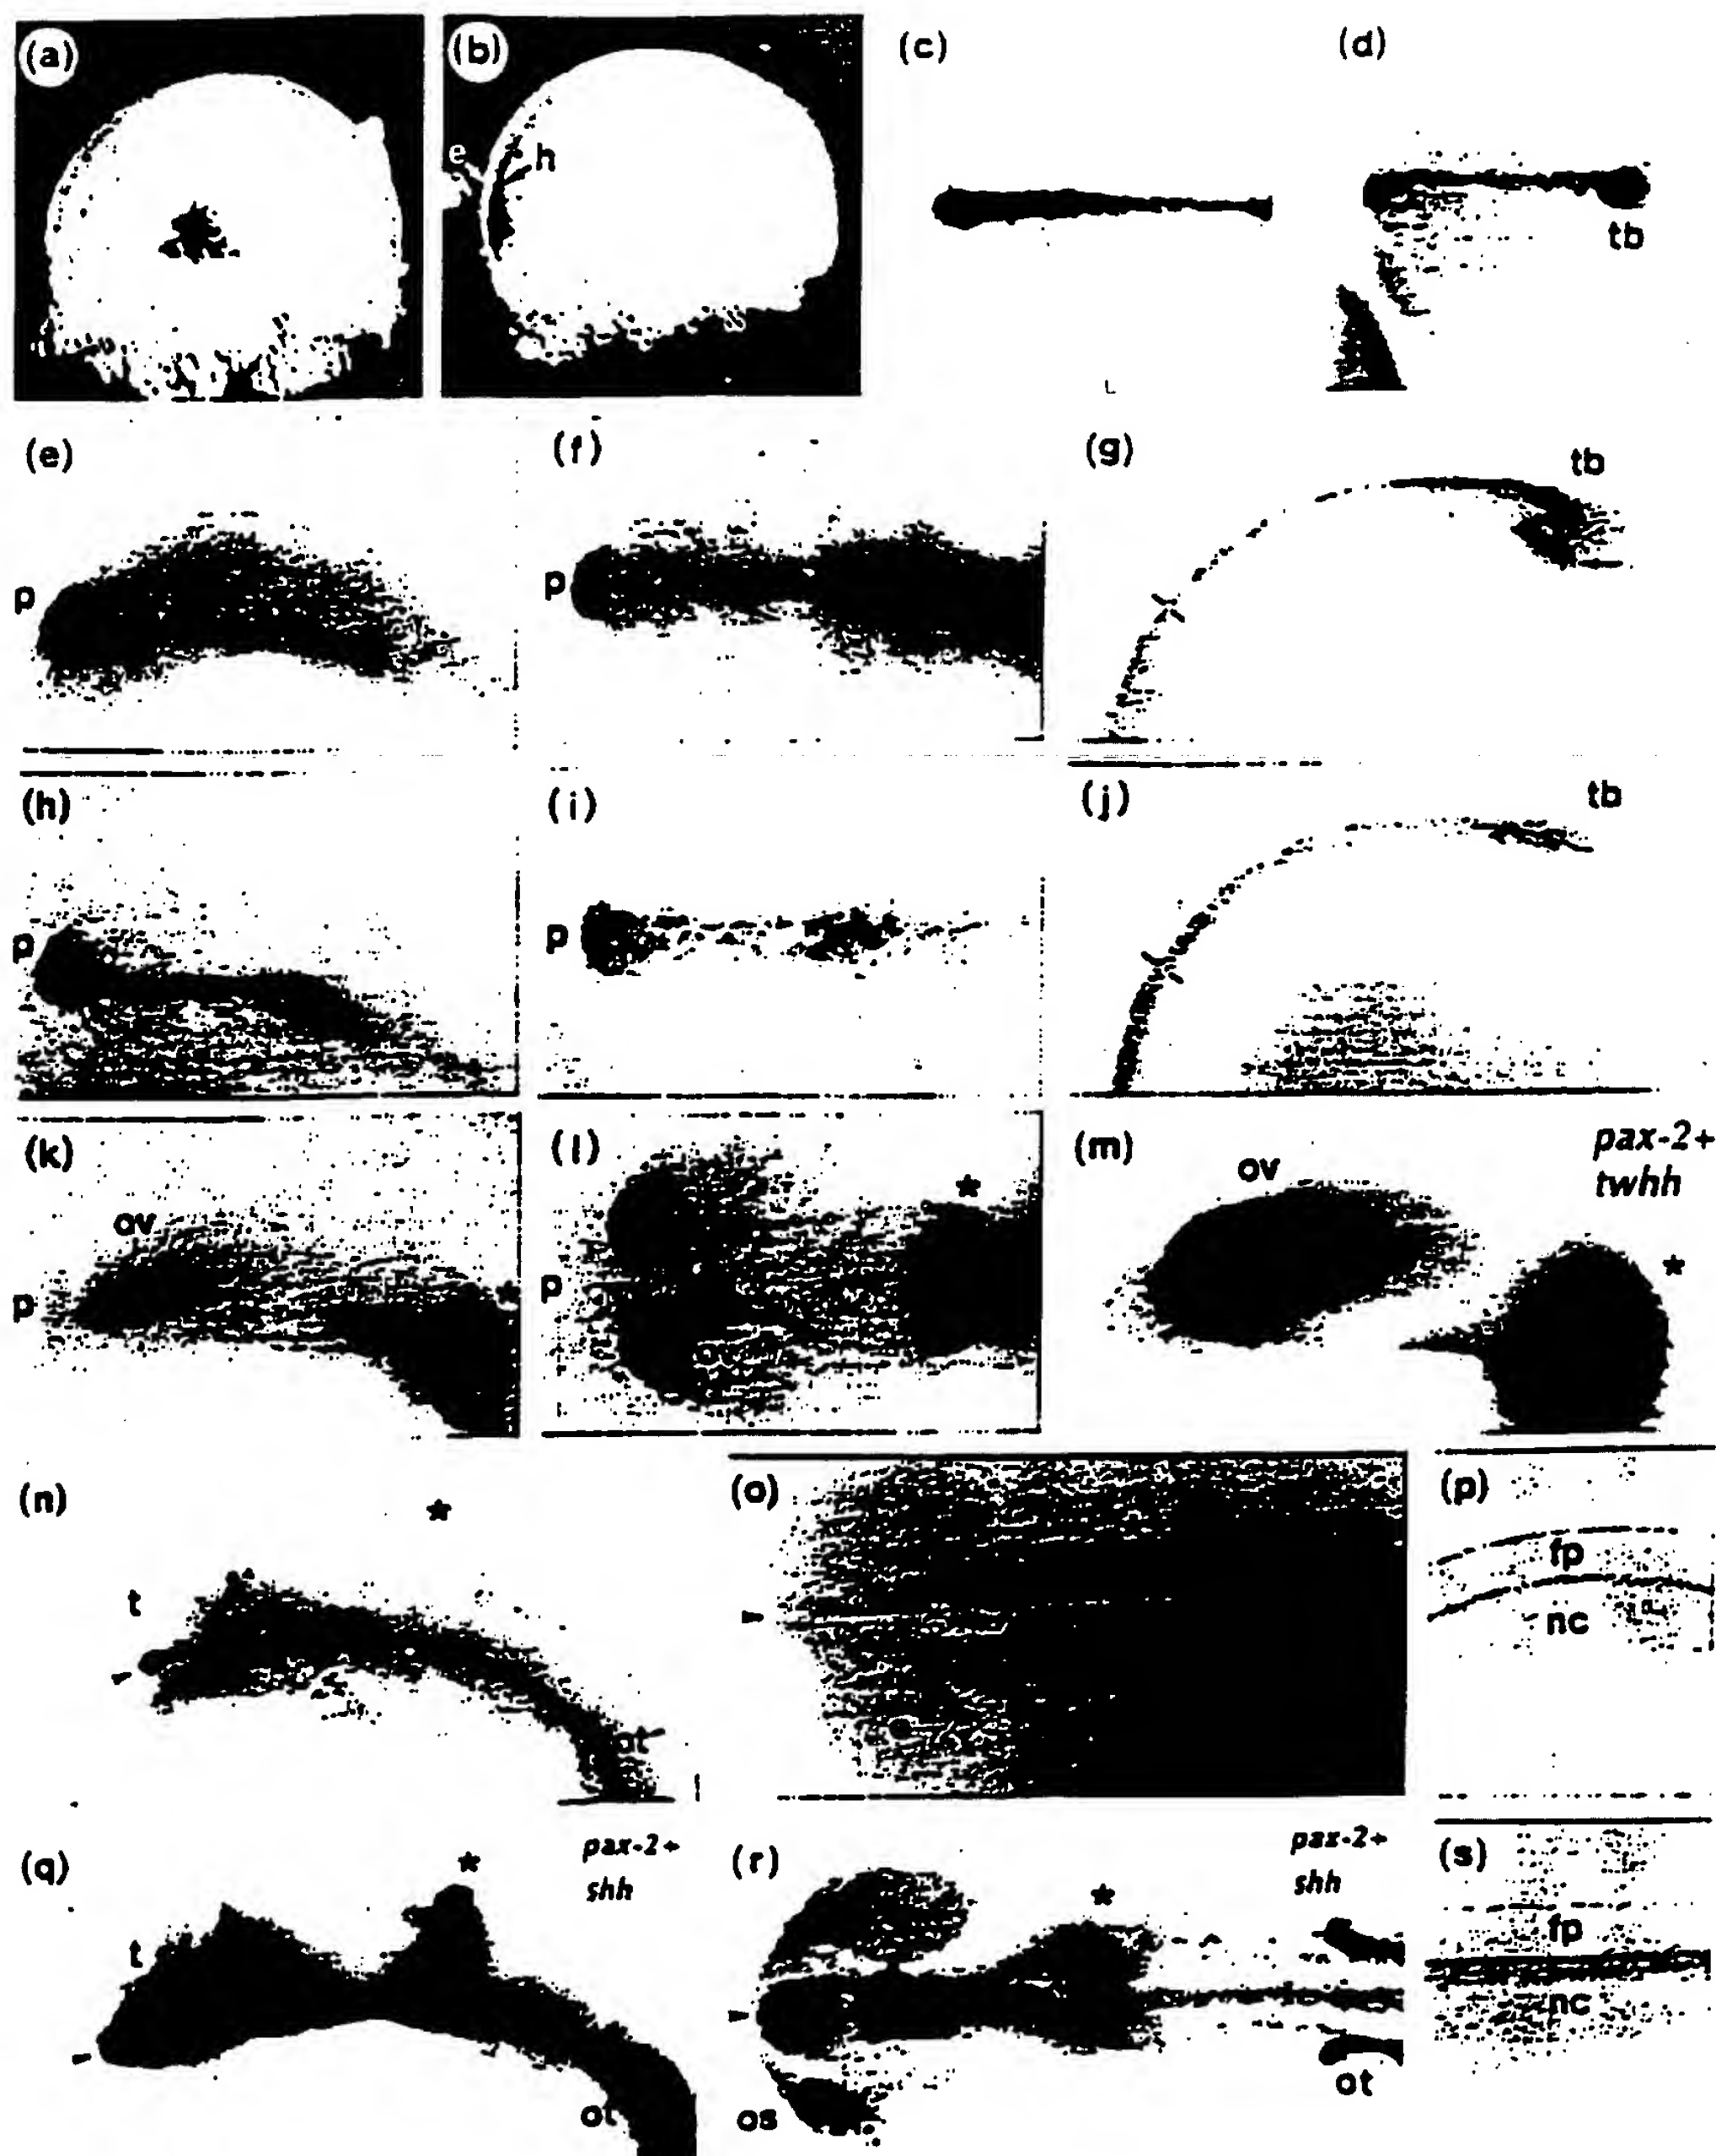 (a)
(b)
e
h
(c)
(d)
tb
(e)
p
(f)
p
(g)
tb
(h)
p
(i)
p
(j)
tb
(k)
ov
p
*
(l)
p
ov
*
(m)
ov
pax-2+
twhh
*
(n)
*
t
ot
(o)
(p)
fp
nc
(q)
pax-2+
shh
*
t
ot
(r)
pax-2+
shh
*
os
ot
(s)
fp
nc